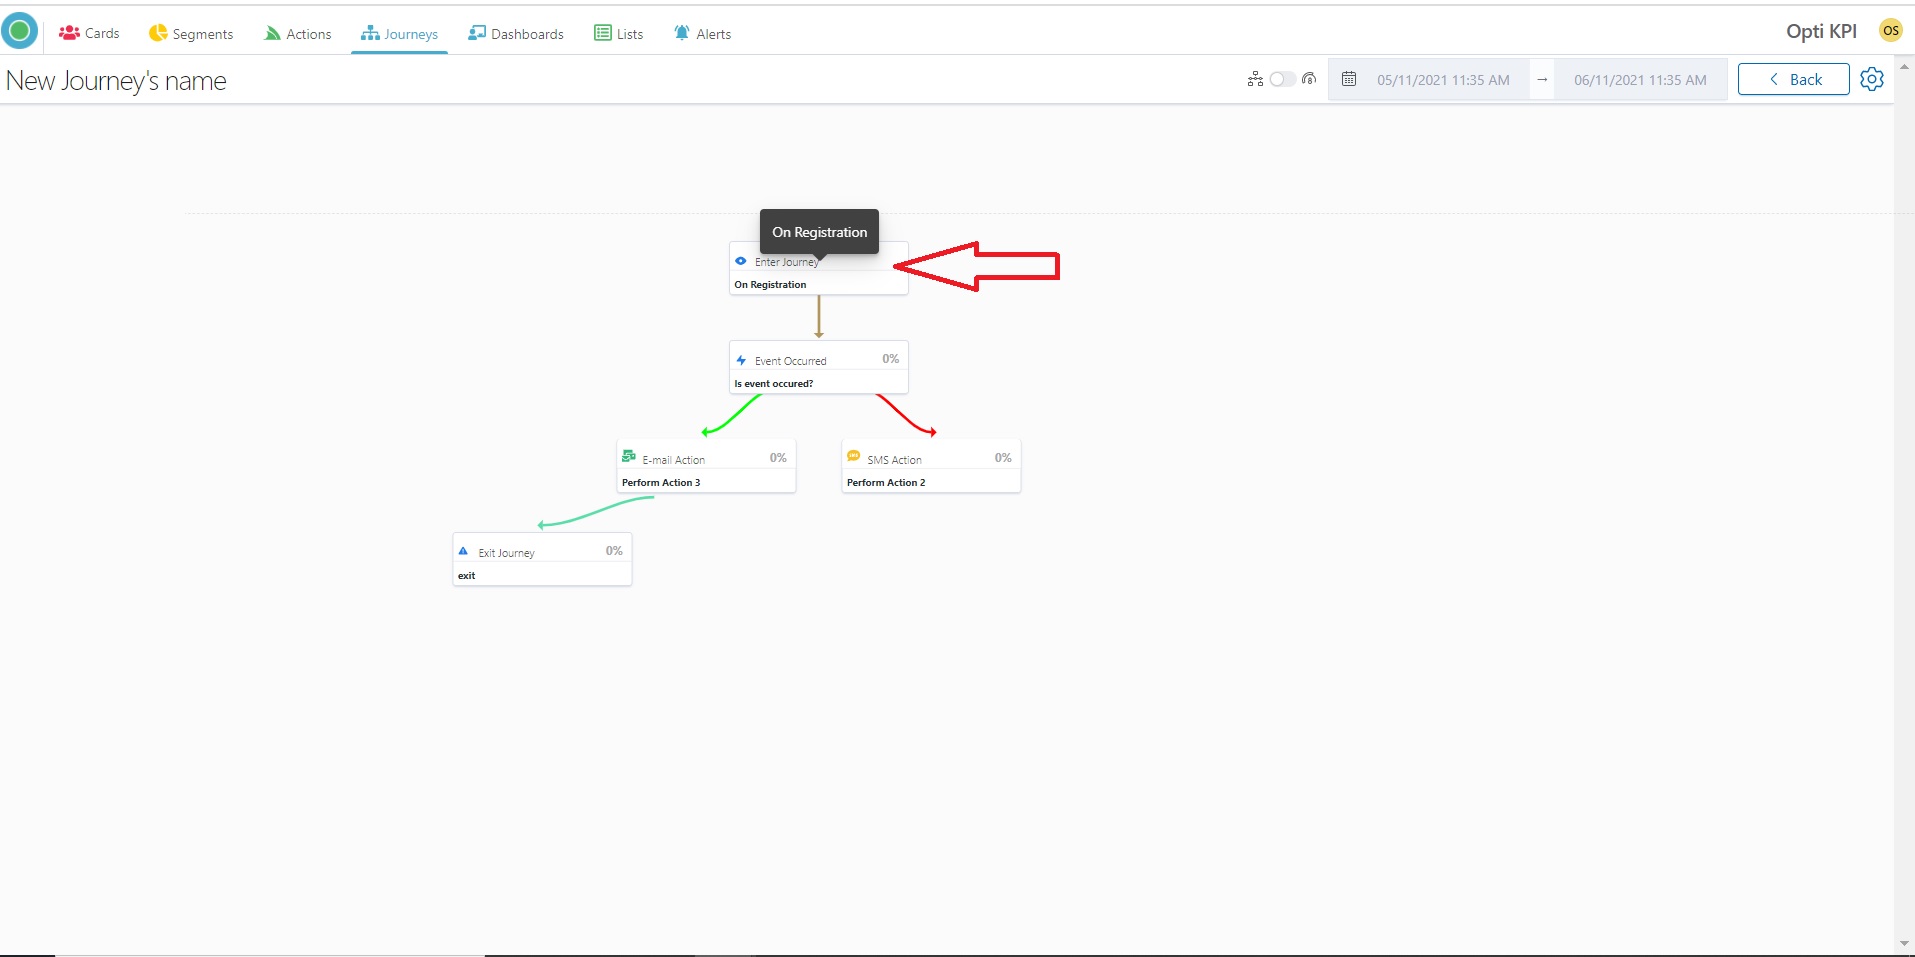 Cards
Segments
Actions
Journeys
Dashboards
Lists
Alerts
Opti KPI
OS
New Journey's name
05/11/2021 11:35 AM → 06/11/2021 11:35 AM
Back
On Registration
Enter Journey
On Registration
Event Occurred 0%
Is event occured?
E-mail Action 0%
Perform Action 3
SMS Action 0%
Perform Action 2
Exit Journey 0%
exit